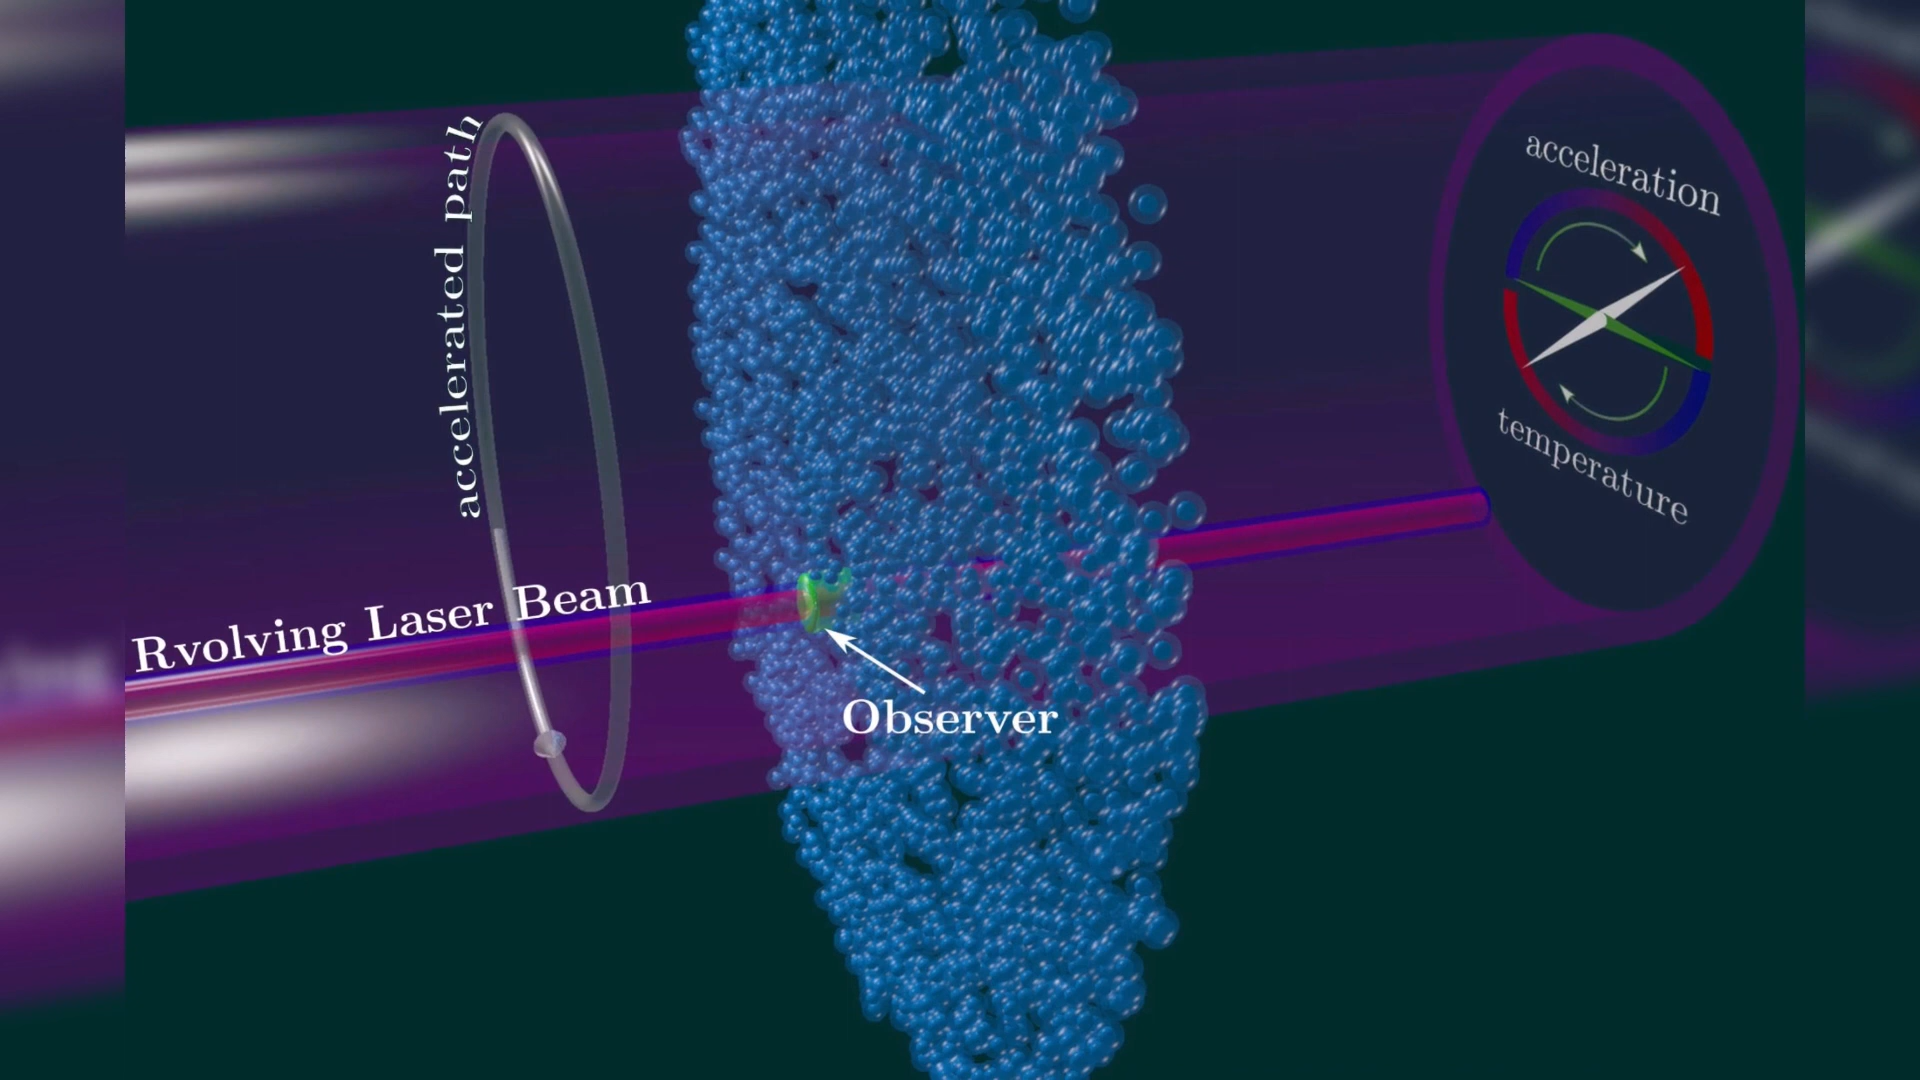 accelerated path
Rvolving Laser Beam
Observer
acceleration
temperature